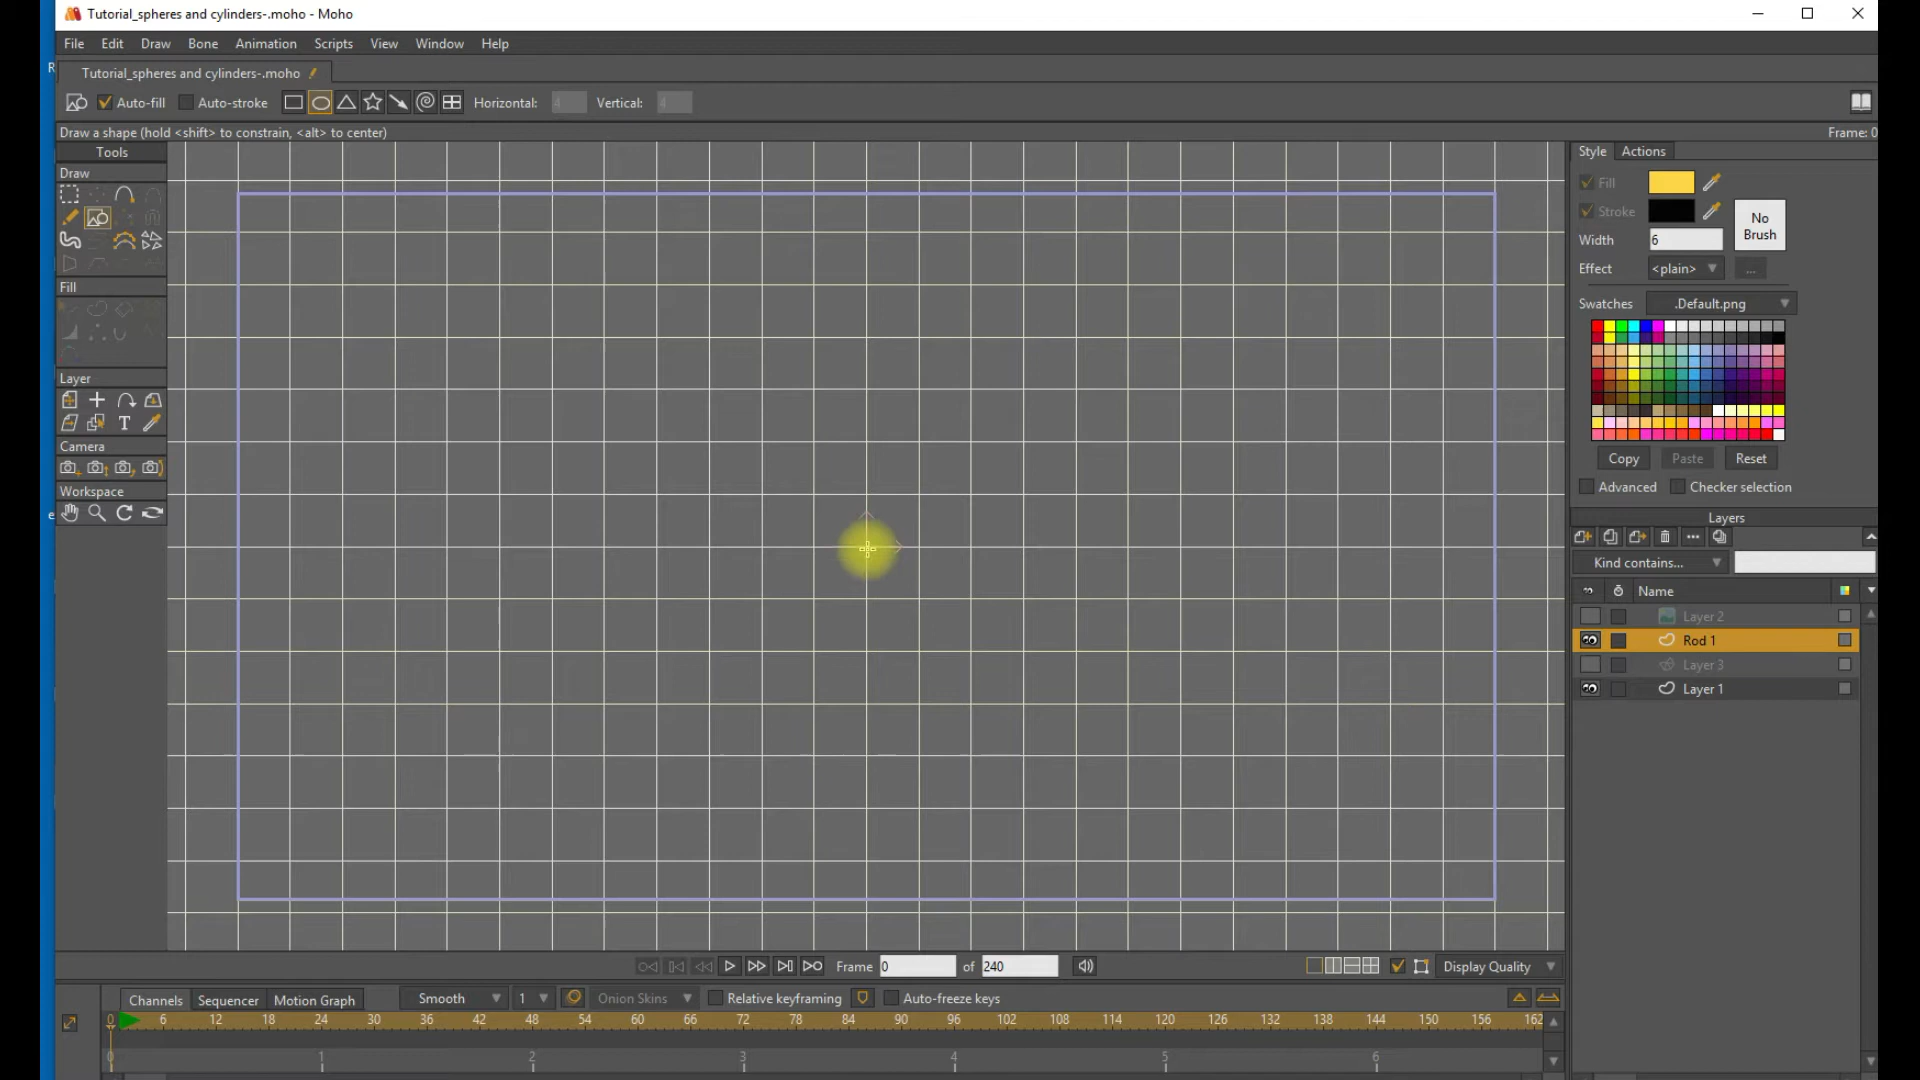 Tutorial_spheres and cylinders-.moho - Moho
File Edit Draw Bone Animation Scripts View Window Help
R
Tutorial_spheres and cylinders-.moho
Auto-fill Auto-stroke Horizontal: 4 Vertical: 4
Draw a shape (hold <shift> to constrain, <alt> to center) Frame: 0
Tools
Draw
Fill
Layer
T
Camera
Workspace
e
Style Actions
Fill
Stroke
No
Brush
Width 6
Effect <plain> ...
Swatches .Default.png
Copy Paste Reset
Advanced Checker selection
Layers
Kind contains...
Name
Layer 2
Rod 1
Layer 3
Layer 1
Frame 0 of 240 Display Quality
Channels Sequencer Motion Graph Smooth 1 Onion Skins Relative keyframing Auto-freeze keys
0 6 12 18 24 30 36 42 48 54 60 66 72 78 84 90 96 102 108 114 120 126 132 138 144 150 156 162
0 1 2 3 4 5 6